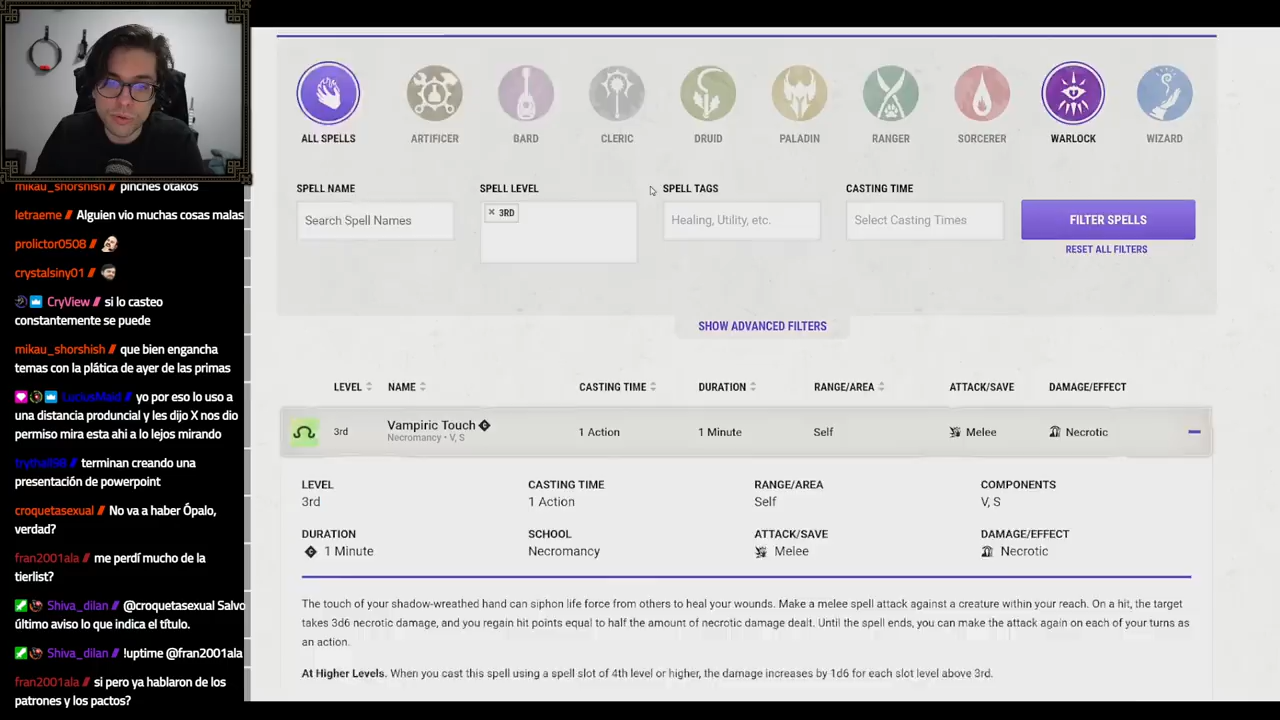 mikau_shorshish // pinches otakos
letraeme // Alguien vio muchas cosas malas
prolictor0508 //
crystalsiny01 //
CryView // si lo casteo
constantemente se puede
mikau_shorshish // que bien engancha
temas con la plática de ayer de las primas
LuciusMaid // yo por eso lo uso a
una distancia produncial y les dijo X nos dio
permiso mira esta ahi a lo lejos mirando
terminan creando una
presentación de powerpoint
croquetasexual // No va a haber Ópalo,
verdad?
fran2001ala // me perdí mucho de la
tierlist?
Shiva_dilan // @croquetasexual Salvo
último aviso lo que indica el título.
Shiva_dilan // !uptime @fran2001ala
fran2001ala // si pero ya hablaron de los
patrones y los pactos?
ALL SPELLS ARTIFICER BARD CLERIC DRUID PALADIN RANGER SORCERER WARLOCK WIZARD
SPELL NAME SPELL LEVEL SPELL TAGS CASTING TIME
Search Spell Names × 3RD Healing, Utility, etc. Select Casting Times FILTER SPELLS
RESET ALL FILTERS
SHOW ADVANCED FILTERS
LEVEL NAME CASTING TIME DURATION RANGE/AREA ATTACK/SAVE DAMAGE/EFFECT
3rd Vampiric Touch 1 Action 1 Minute Self Melee Necrotic
Necromancy • V, S
LEVEL CASTING TIME RANGE/AREA COMPONENTS
3rd 1 Action Self V, S
DURATION SCHOOL ATTACK/SAVE DAMAGE/EFFECT
1 Minute Necromancy Melee Necrotic
The touch of your shadow-wreathed hand can siphon life force from others to heal your wounds. Make a melee spell attack against a creature within your reach. On a hit, the target
takes 3d6 necrotic damage, and you regain hit points equal to half the amount of necrotic damage dealt. Until the spell ends, you can make the attack again on each of your turns as
an action.
At Higher Levels. When you cast this spell using a spell slot of 4th level or higher, the damage increases by 1d6 for each slot level above 3rd.